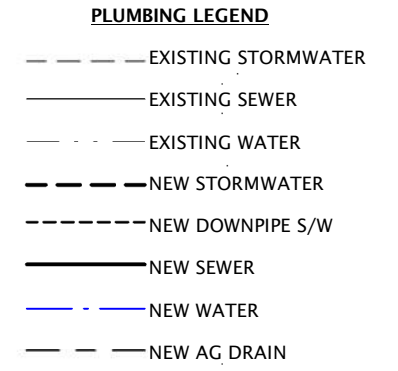 PLUMBING LEGEND
EXISTING STORMWATER
EXISTING SEWER
EXISTING WATER
NEW STORMWATER
NEW DOWNPIPE S/W
NEW SEWER
NEW WATER
NEW AG DRAIN